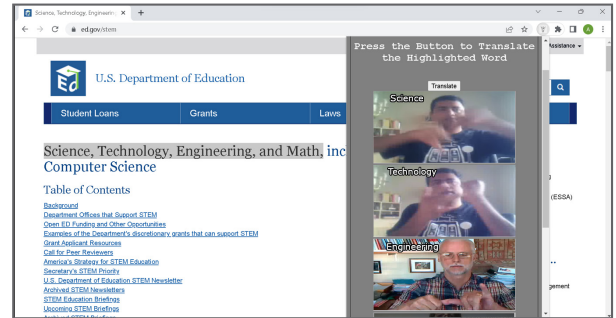 Science, Technology, Engineerin
ed.gov/stem
Assistance
U.S. Department of Education
Student Loans
Grants
Laws
Science, Technology, Engineering, and Math, inc
Computer Science
Table of Contents
Background
Department Offices that Support STEM
Open ED Funding and Other Opportunities
Examples of the Department's discretionary grants that can support STEM
Grant Applicant Resources
Call for Peer Reviewers
America's Strategy for STEM Education
Secretary's STEM Priority
U.S. Department of Education STEM Newsletter
Archived STEM Newsletters
STEM Education Briefings
Upcoming STEM Briefings
Press the Button to Translate
the Highlighted Word
Translate
Science
Technology
Engineering
(ESSA)
gement